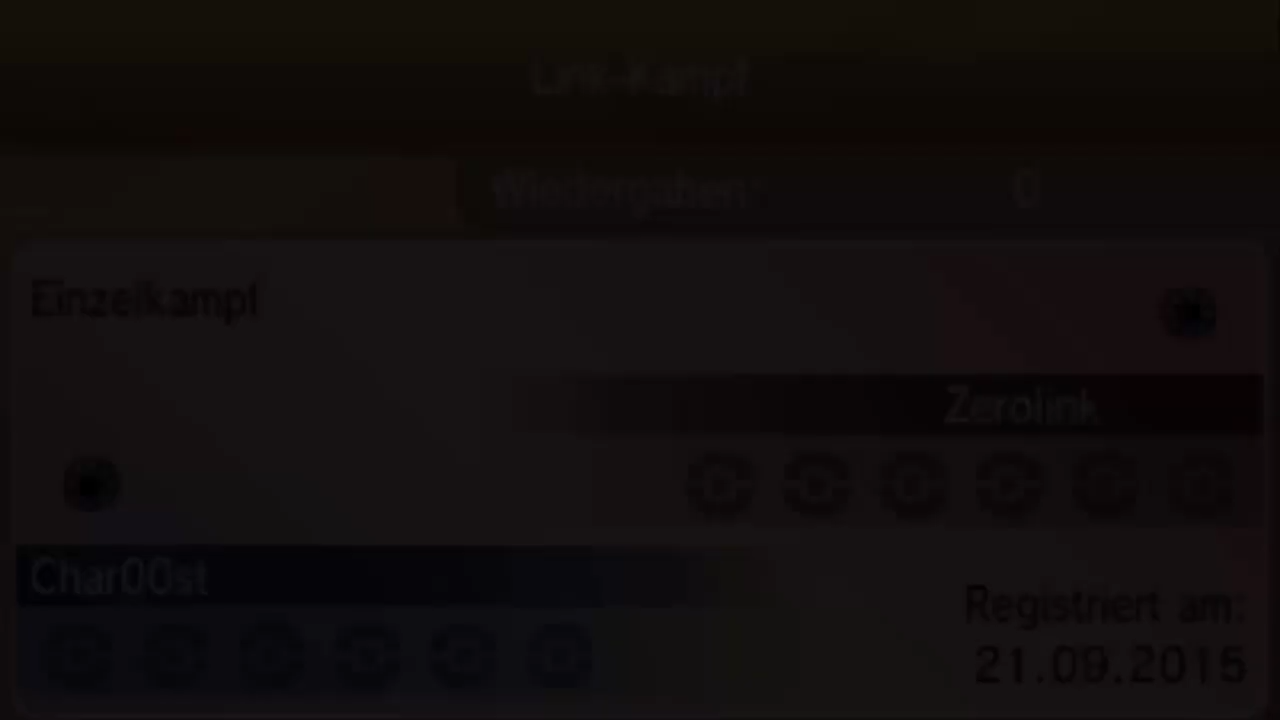 Link-Kampf
Wiedergaben: 0
Einzelkampf
Zerolink
Char00st
Registriert am:
21.09.2015